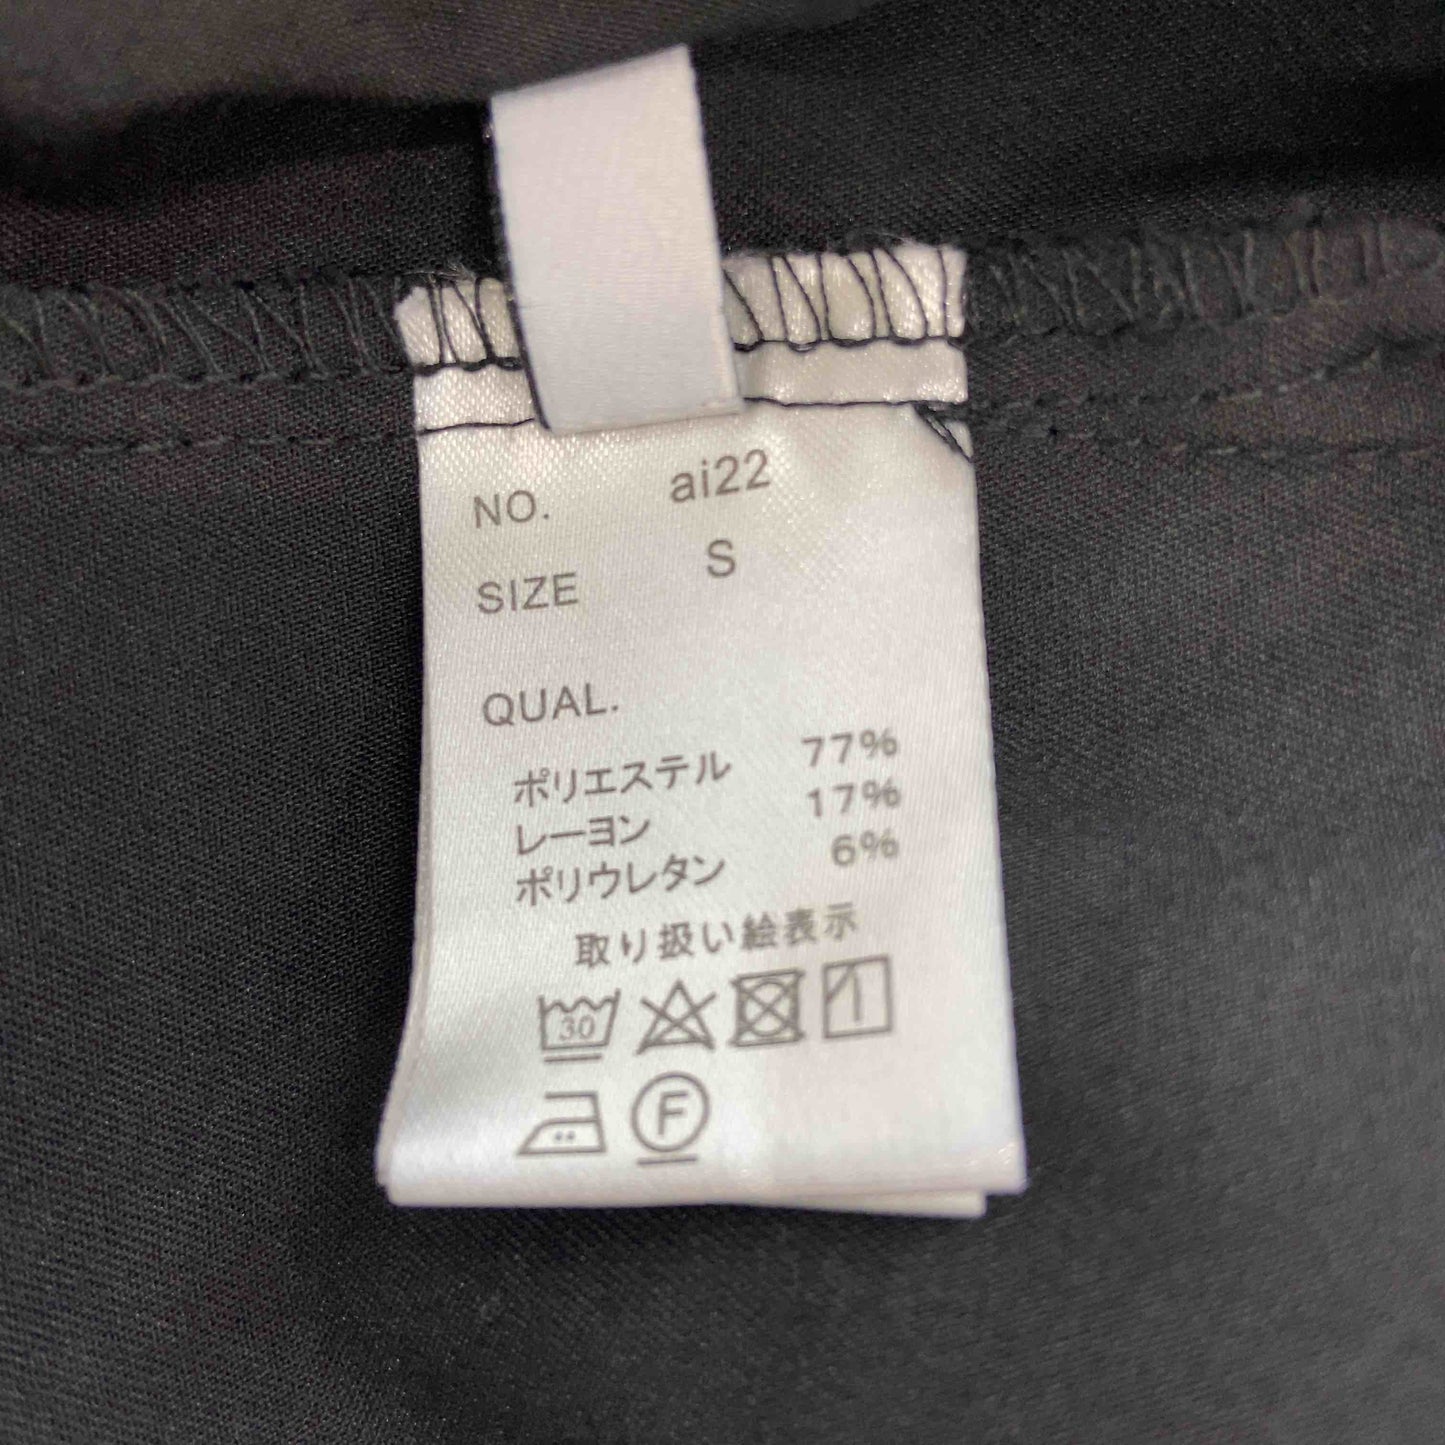 NO. ai22
SIZE S
QUAL.
ポリエステル 77%
レーヨン 17%
ポリウレタン 6%
取り扱い絵表示
30
F